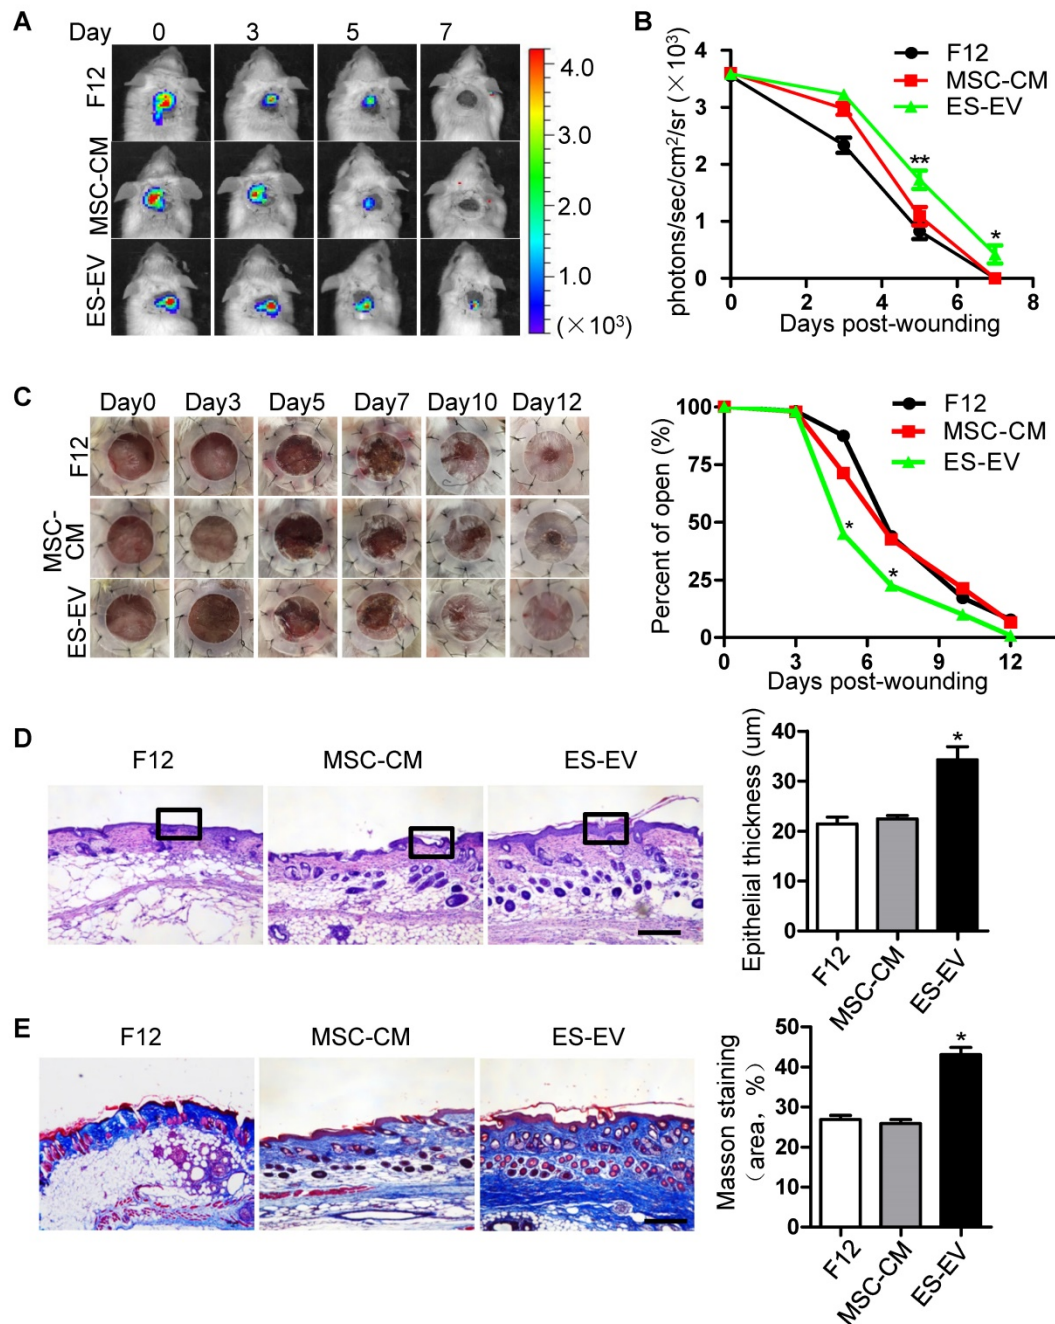 A
Day 0 3 5 7
F12
MSC-CM
ES-EV
4.0
3.0
2.0
1.0
(×10³)
B
photons/sec/cm²/sr (×10³)
4
3
2
1
0
0 2 4 6 8
Days post-wounding
F12
MSC-CM
ES-EV
**
*
C
Day0 Day3 Day5 Day7 Day10 Day12
F12
MSC-
CM
ES-EV
Percent of open (%)
100
75
50
25
0
0 3 6 9 12
Days post-wounding
F12
MSC-CM
ES-EV
*
*
D
F12 MSC-CM ES-EV
Epithelial thickness (um)
40
30
20
10
0
*
F12 MSC-CM ES-EV
E
F12 MSC-CM ES-EV
Masson staining
（area，%）
50
40
30
20
10
0
*
F12 MSC-CM ES-EV